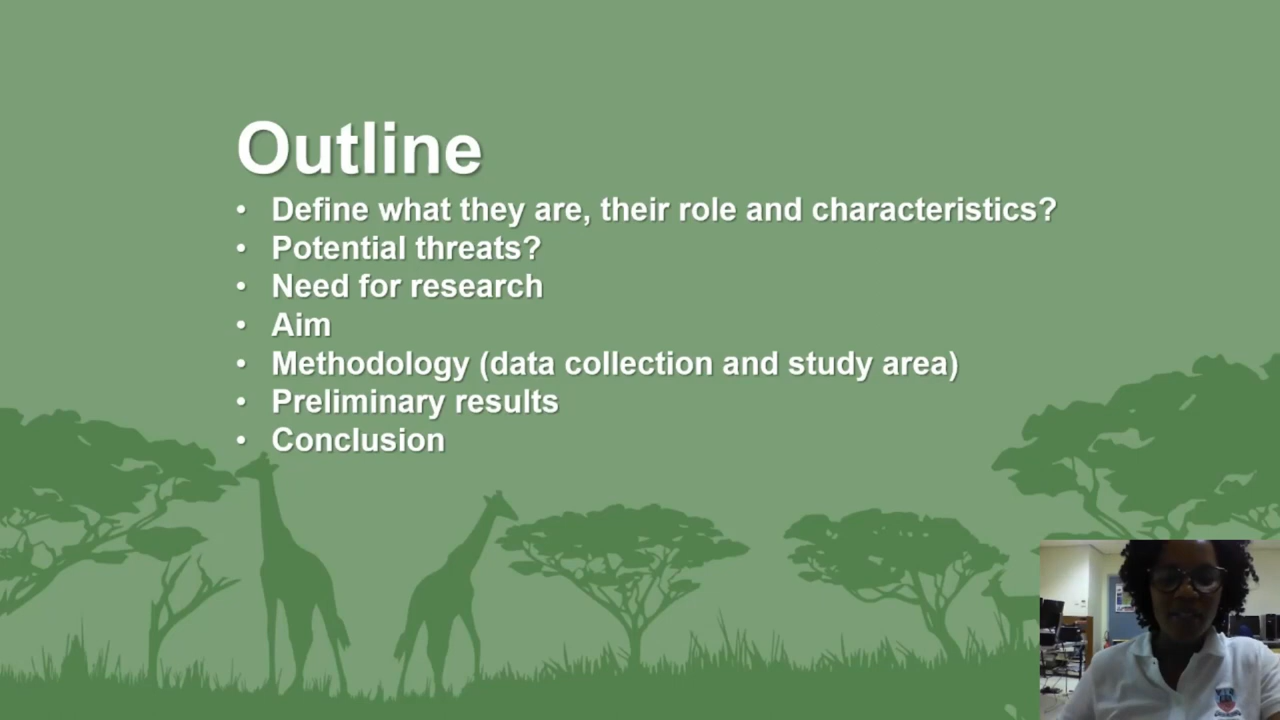 Outline
• Define what they are, their role and characteristics?
• Potential threats?
• Need for research
• Aim
• Methodology (data collection and study area)
• Preliminary results
• Conclusion